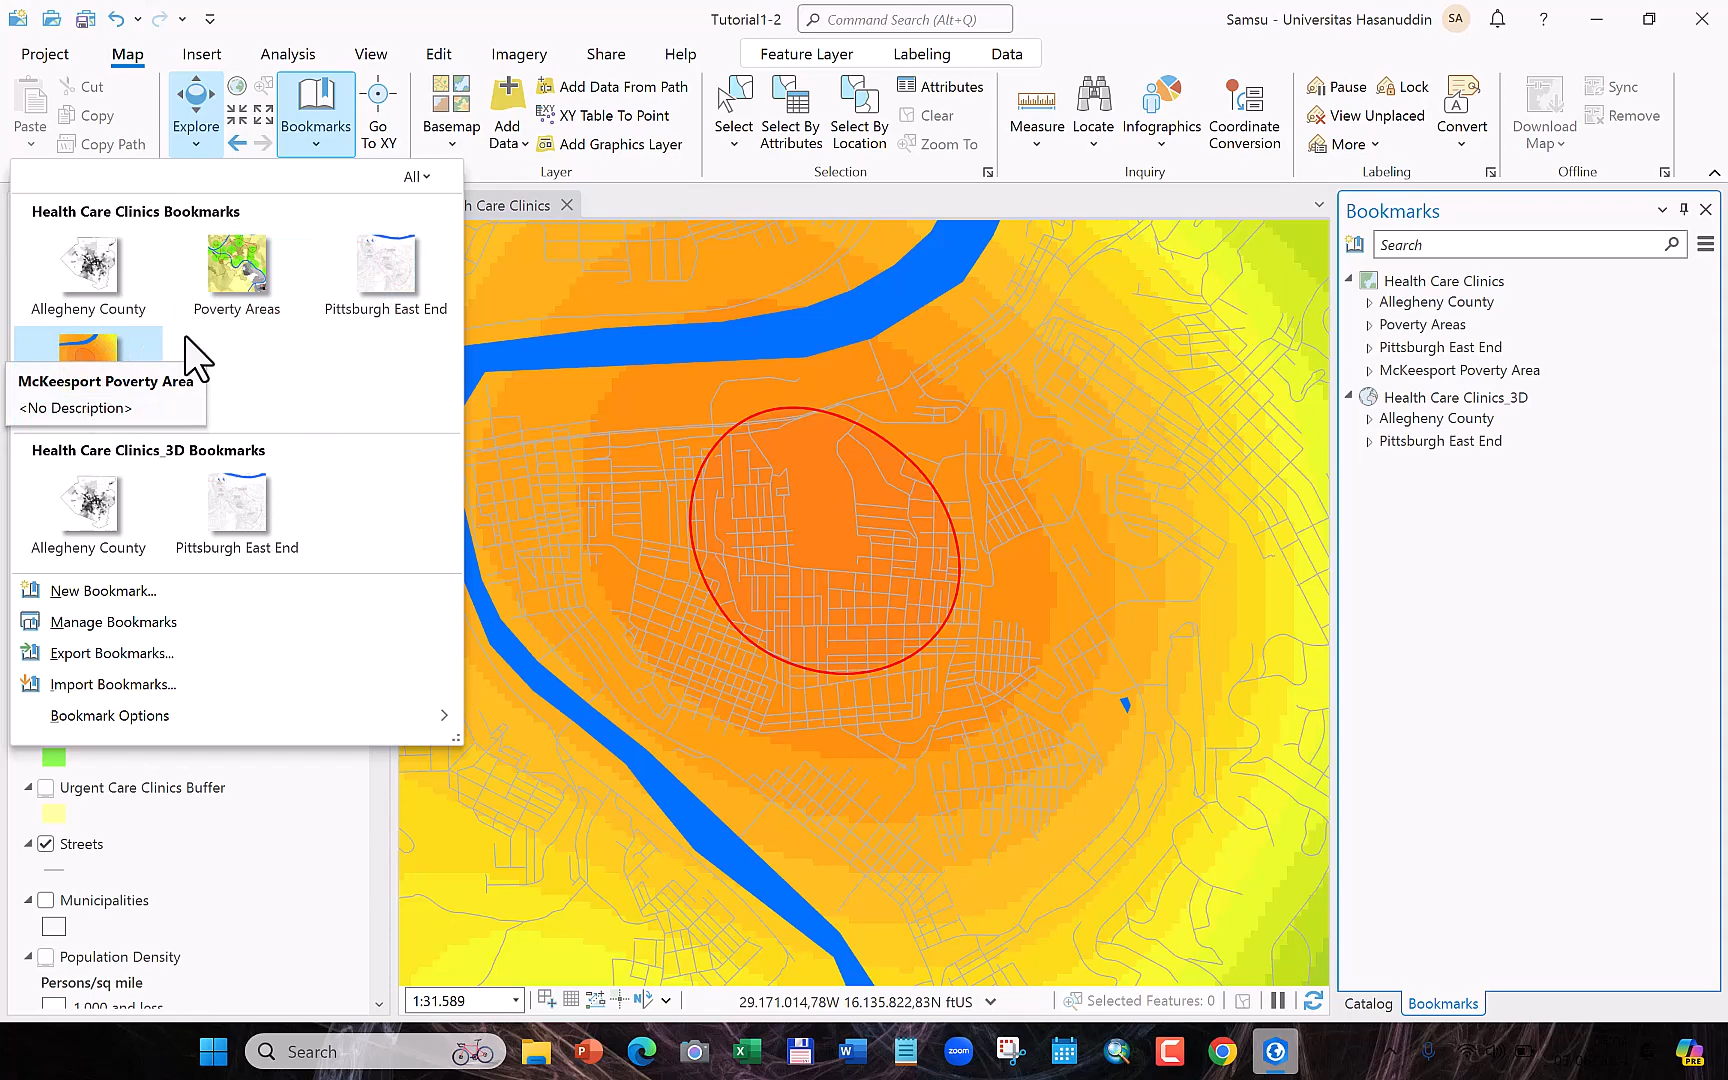 Tutorial1-2
Command Search (Alt+Q)
Samsu - Universitas Hasanuddin
SA
?
Project
Map
Insert
Analysis
View
Edit
Imagery
Share
Help
Feature Layer
Labeling
Data
Paste
Cut
Copy
Copy Path
Explore
Bookmarks
Go
To XY
Basemap
Add
Data
Add Data From Path
XY Table To Point
Add Graphics Layer
Layer
Select
Select By
Attributes
Select By
Location
Attributes
Clear
Zoom To
Selection
Measure
Locate
Infographics
Coordinate
Conversion
Inquiry
Pause
Lock
View Unplaced
More
Convert
Labeling
Download
Map
Sync
Remove
Offline
All
Health Care Clinics Bookmarks
Allegheny County
Poverty Areas
Pittsburgh East End
McKeesport Poverty Area
<No Description>
Health Care Clinics_3D Bookmarks
Allegheny County
Pittsburgh East End
New Bookmark...
Manage Bookmarks
Export Bookmarks...
Import Bookmarks...
Bookmark Options
Urgent Care Clinics Buffer
Streets
Municipalities
Population Density
Persons/sq mile
1,000 and less
h Care Clinics
1:31.589
29.171.014,78W 16.135.822,83N ftUS
Selected Features: 0
Bookmarks
Search
Health Care Clinics
Allegheny County
Poverty Areas
Pittsburgh East End
McKeesport Poverty Area
Health Care Clinics_3D
Allegheny County
Pittsburgh East End
Catalog
Bookmarks
Search
zoom
PRE